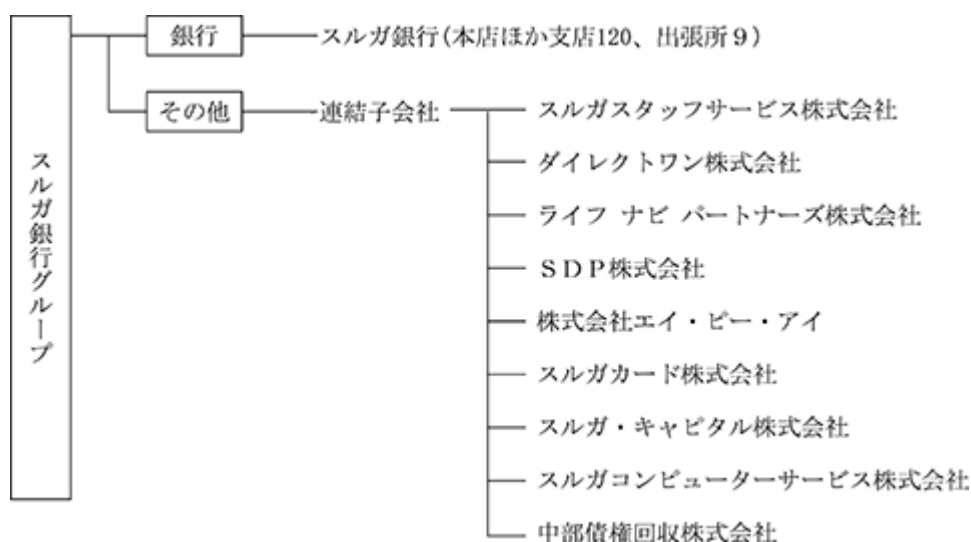 スルガ銀行グループ
銀行
スルガ銀行(本店ほか支店120、出張所9)
その他
連結子会社
スルガスタッフサービス株式会社
ダイレクトワン株式会社
ライフ ナビ パートナーズ株式会社
ＳＤＰ株式会社
株式会社エイ・ピー・アイ
スルガカード株式会社
スルガ・キャピタル株式会社
スルガコンピューターサービス株式会社
中部債権回収株式会社